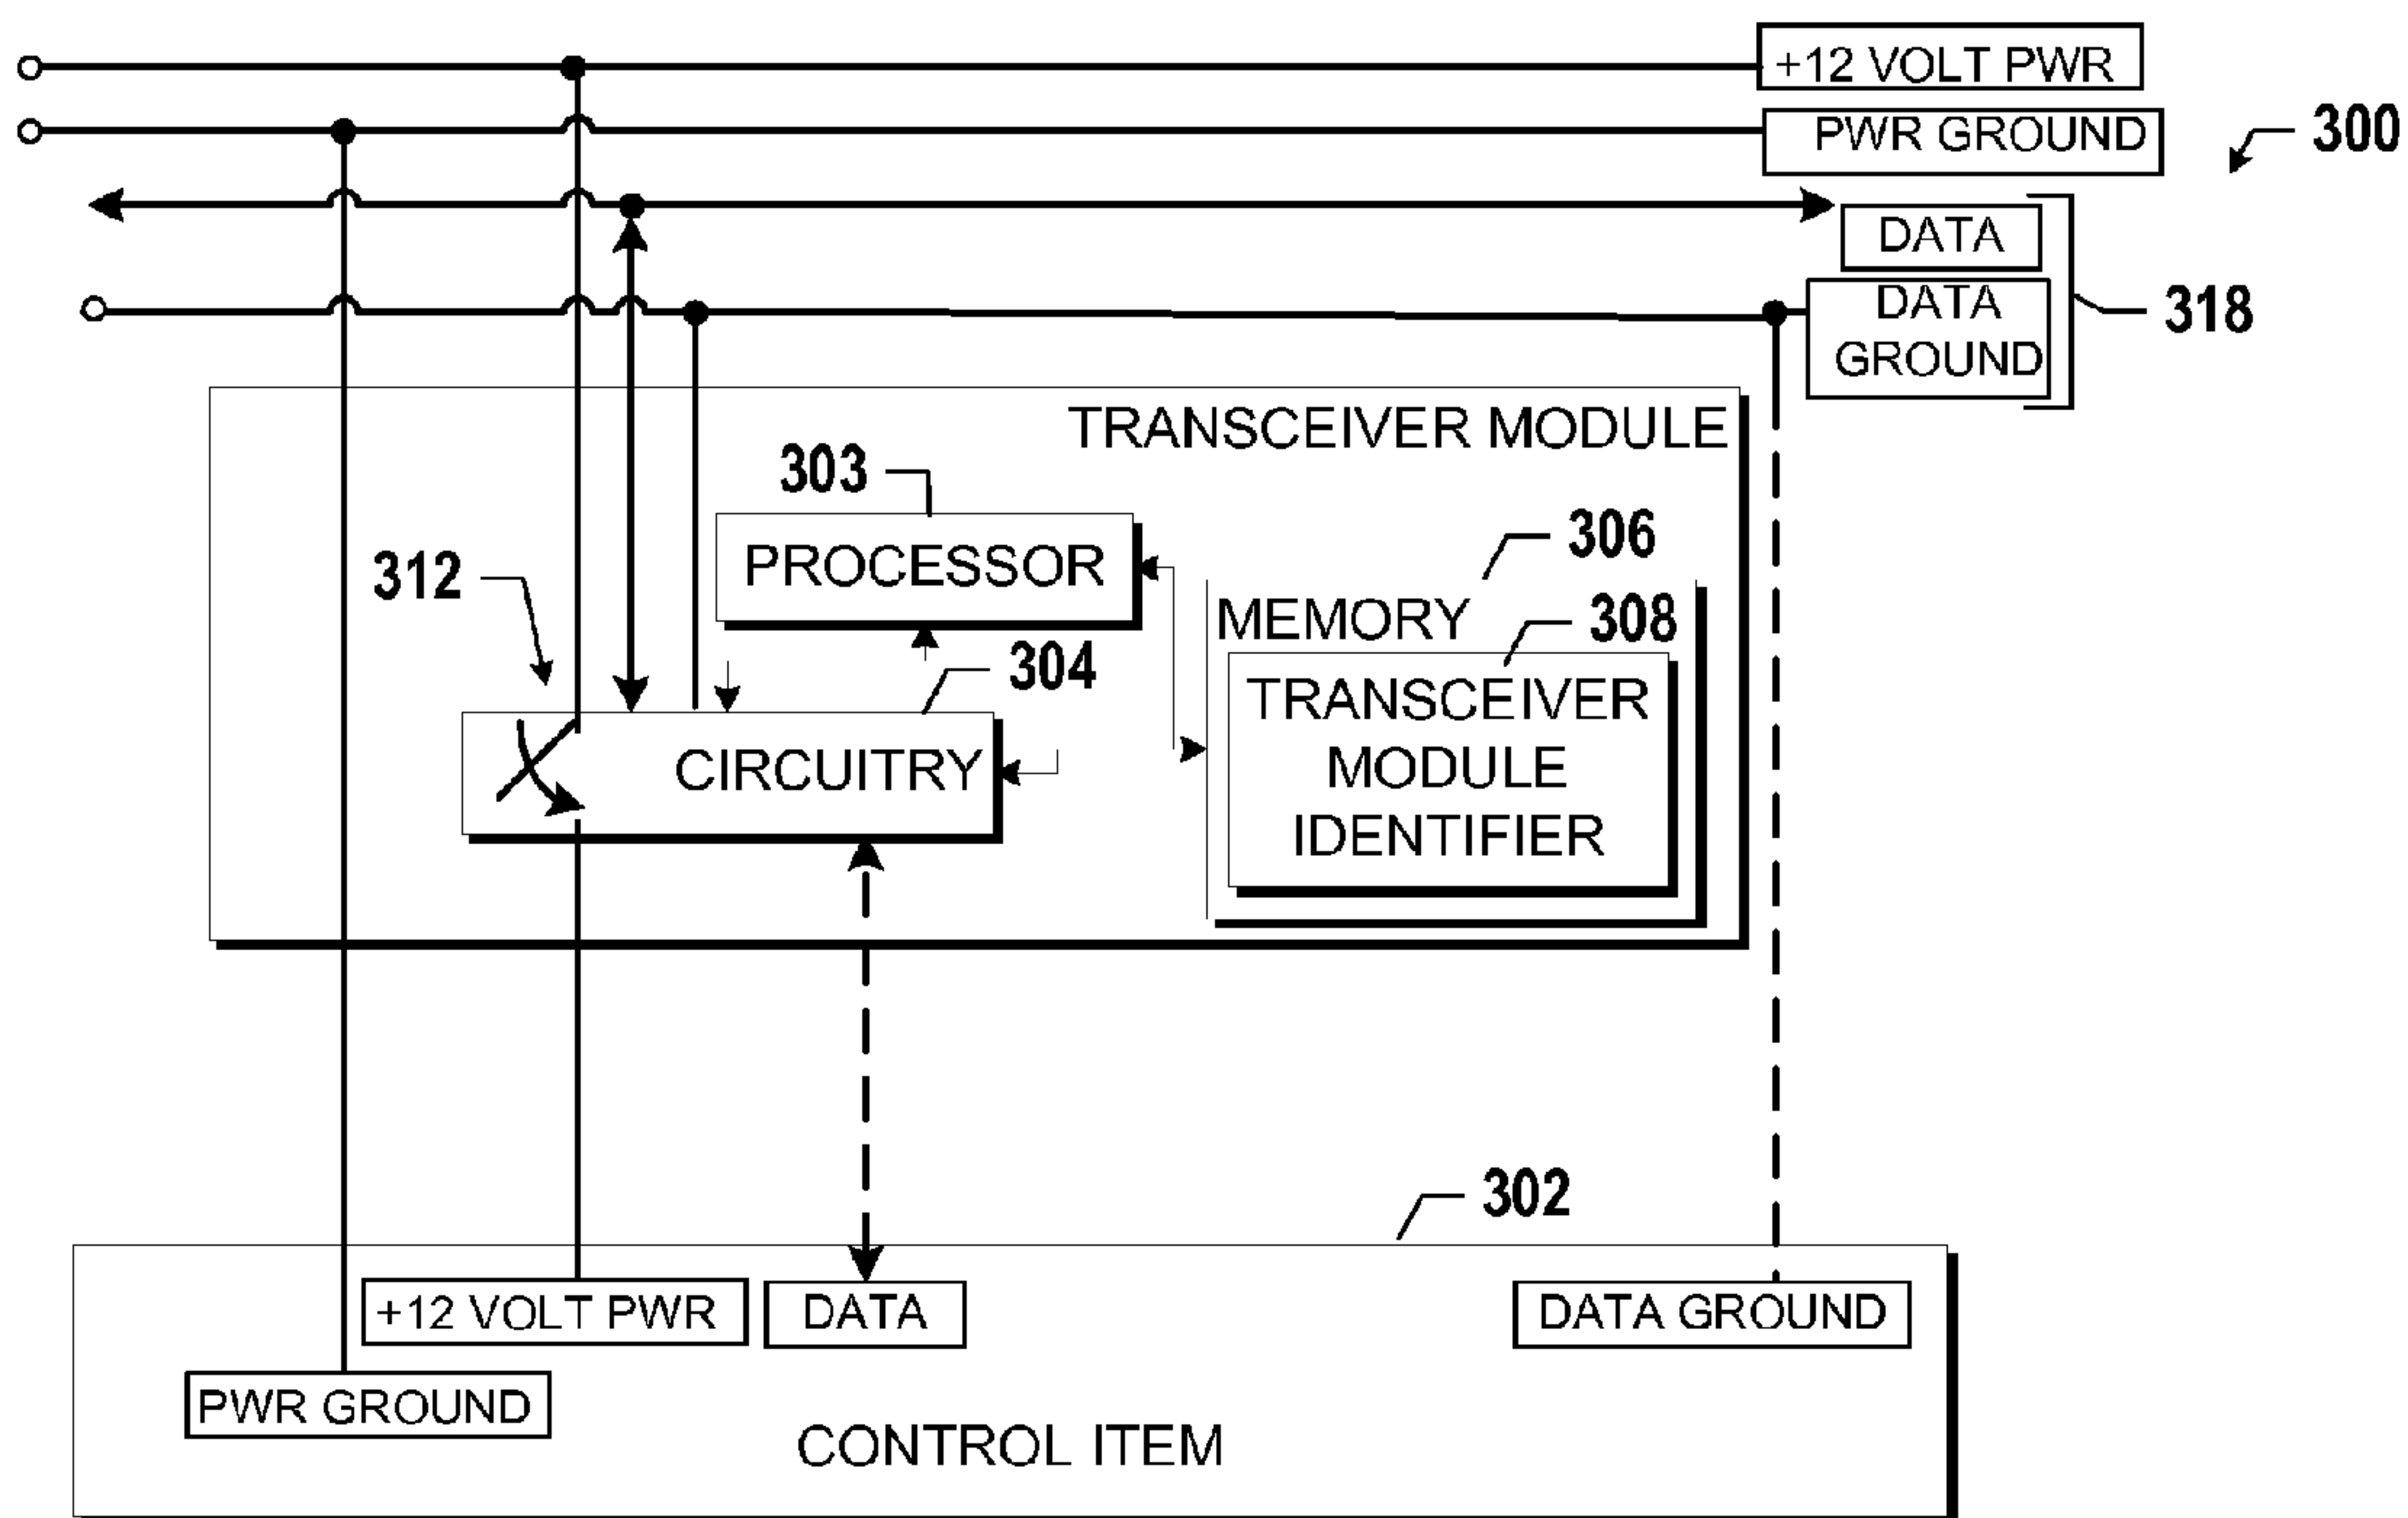 +12 VOLT PWR
PWR GROUND
300
DATA
DATA
GROUND
318
TRANSCEIVER MODULE
303
PROCESSOR
306
312
MEMORY
308
304
TRANSCEIVER
MODULE
IDENTIFIER
CIRCUITRY
302
+12 VOLT PWR
DATA
DATA GROUND
PWR GROUND
CONTROL ITEM